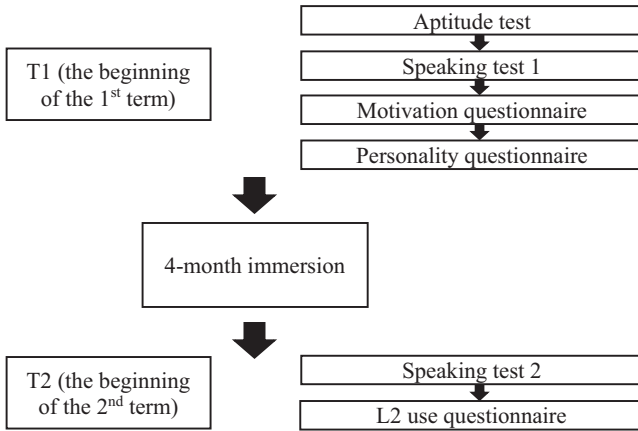 Aptitude test
T1 (the beginning
of the 1st term)
Speaking test 1
Motivation questionnaire
Personality questionnaire
4-month immersion
T2 (the beginning
of the 2nd term)
Speaking test 2
L2 use questionnaire